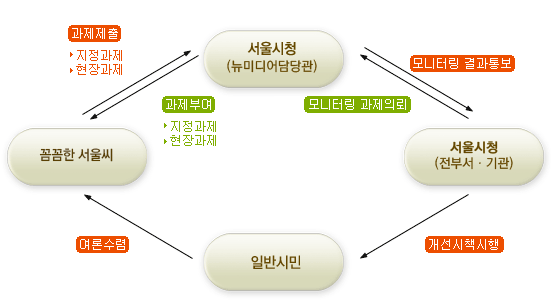 과제제출
지정과제
현장과제
서울시청
(뉴미디어담당관)
모니터링 결과통보
과제부여
지정과제
현장과제
모니터링 과제의뢰
꼼꼼한 서울씨
서울시청
(전부서 · 기관)
여론수렴
일반시민
개선시책시행